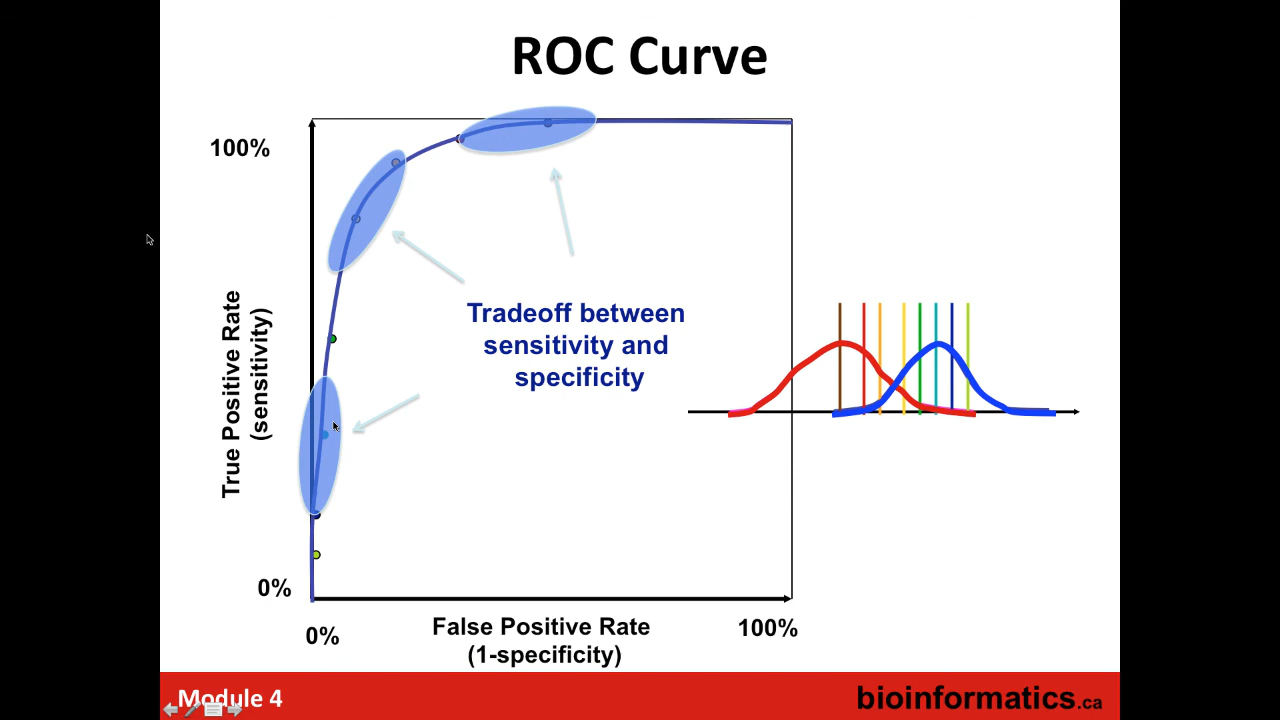 ROC Curve
100%
True Positive Rate
(sensitivity)
Tradeoff between
sensitivity and
specificity
0%
0%
False Positive Rate
(1-specificity)
100%
Module 4
bioinformatics.ca